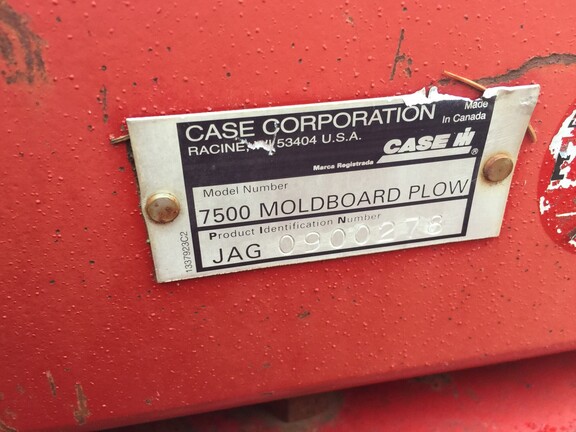 CASE CORPORATION
RACINE, WI 53404 U.S.A.
Made
In Canada
Marca Registrada
CASE IH ®
Model Number
7500 MOLDBOARD PLOW
Product Identification Number
JAG 0900278
1337923C2